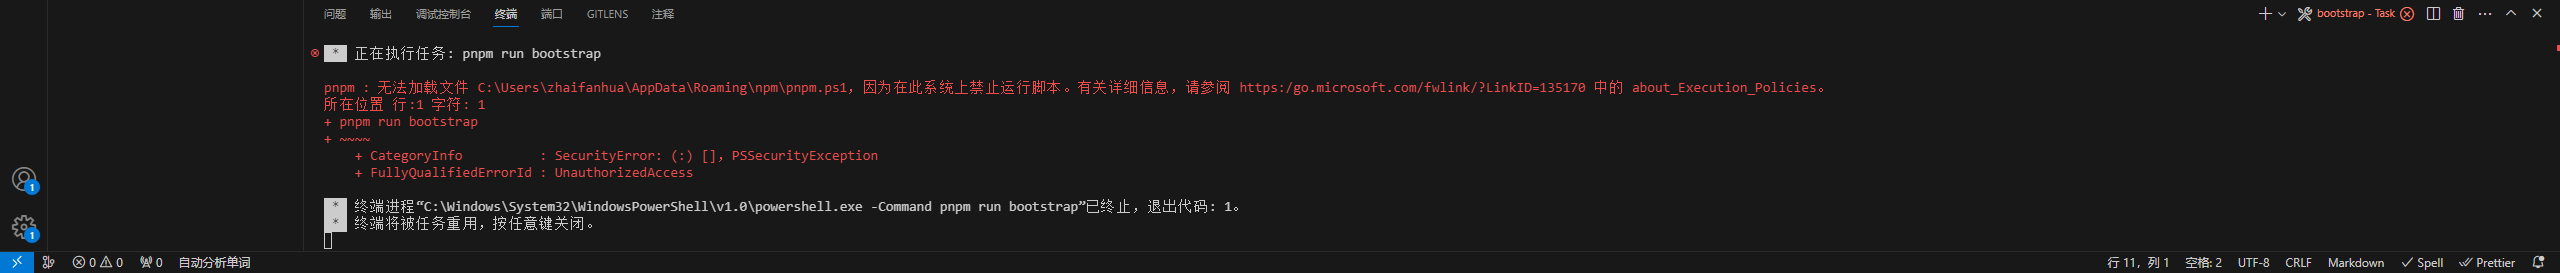 问题 输出 调试控制台 终端 端口 GITLENS 注释 bootstrap - Task
* 正在执行任务: pnpm run bootstrap
pnpm : 无法加载文件 C:\Users\zhaifanhua\AppData\Roaming\npm\pnpm.ps1，因为在此系统上禁止运行脚本。有关详细信息，请参阅 https:/go.microsoft.com/fwlink/?LinkID=135170 中的 about_Execution_Policies。
所在位置 行:1 字符: 1
+ pnpm run bootstrap
+ ~~~~
+ CategoryInfo : SecurityError: (:) []，PSSecurityException
+ FullyQualifiedErrorId : UnauthorizedAccess
* 终端进程“C:\Windows\System32\WindowsPowerShell\v1.0\powershell.exe -Command pnpm run bootstrap”已终止，退出代码: 1。
* 终端将被任务重用，按任意键关闭。
1
1
0 0 0 自动分析单词 行 11，列 1 空格: 2 UTF-8 CRLF Markdown Spell Prettier